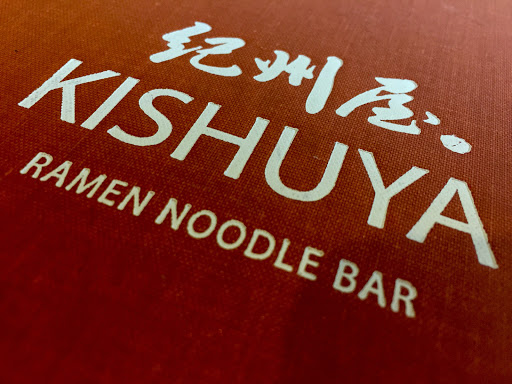 紀州屋。
KISHUYA
RAMEN NOODLE BAR